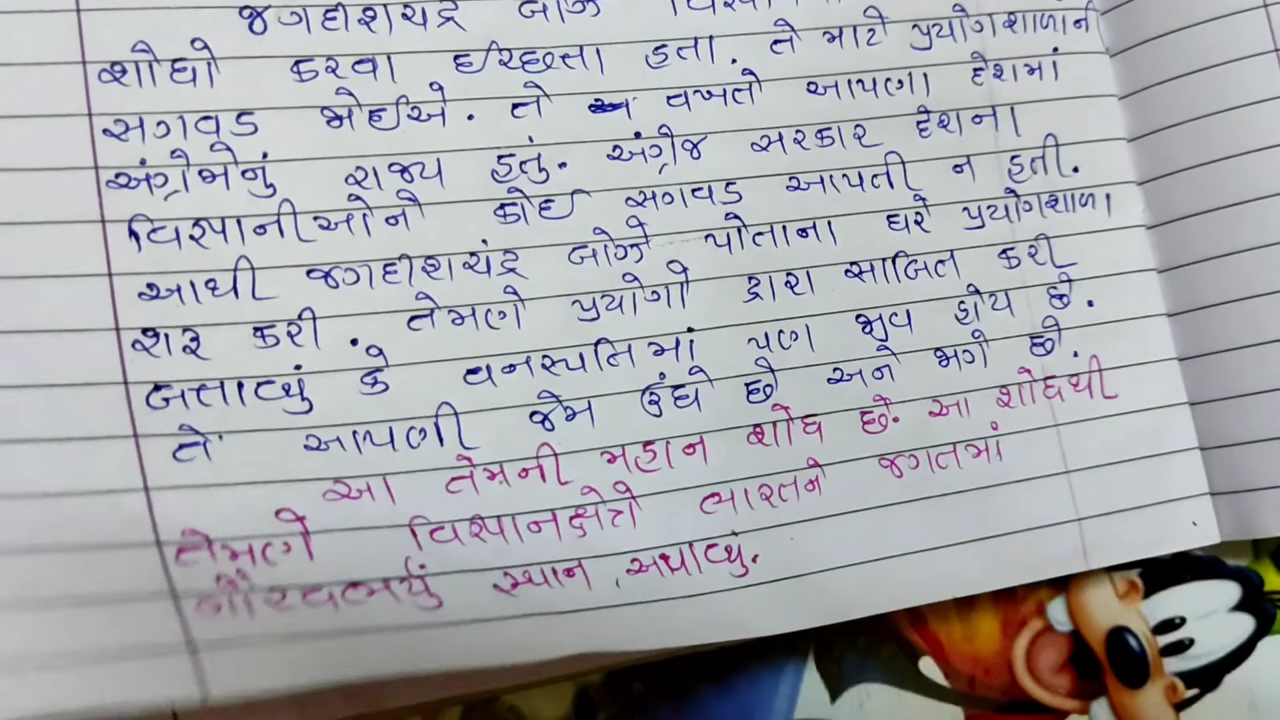 જગદીશચંદ્ર બોઝ
શોધો કરવા ઈચ્છતા હતા. તે માટે પ્રયોગશાળાની
સગવડ જોઈએ. તે વખતે આપણા દેશમાં
અંગ્રેજોનું રાજ્ય હતું. અંગ્રેજ સરકાર દેશના
વિજ્ઞાનીઓને કોઈ સગવડ આપતી ન હતી.
આથી જગદીશચંદ્ર બોઝે પોતાના ઘરે પ્રયોગશાળા
શરૂ કરી. તેમણે પ્રયોગો દ્વારા સાબિત કરી
બતાવ્યું કે વનસ્પતિમાં પણ જીવ હોય છે.
તે આપણી જેમ ઉંઘે છે અને જાગે છે.
આ તેમની મહાન શોધ છે. આ શોધથી
તેમણે વિજ્ઞાનક્ષેત્રે ભારતને જગતમાં
ગૌરવભર્યું સ્થાન અપાવ્યું.